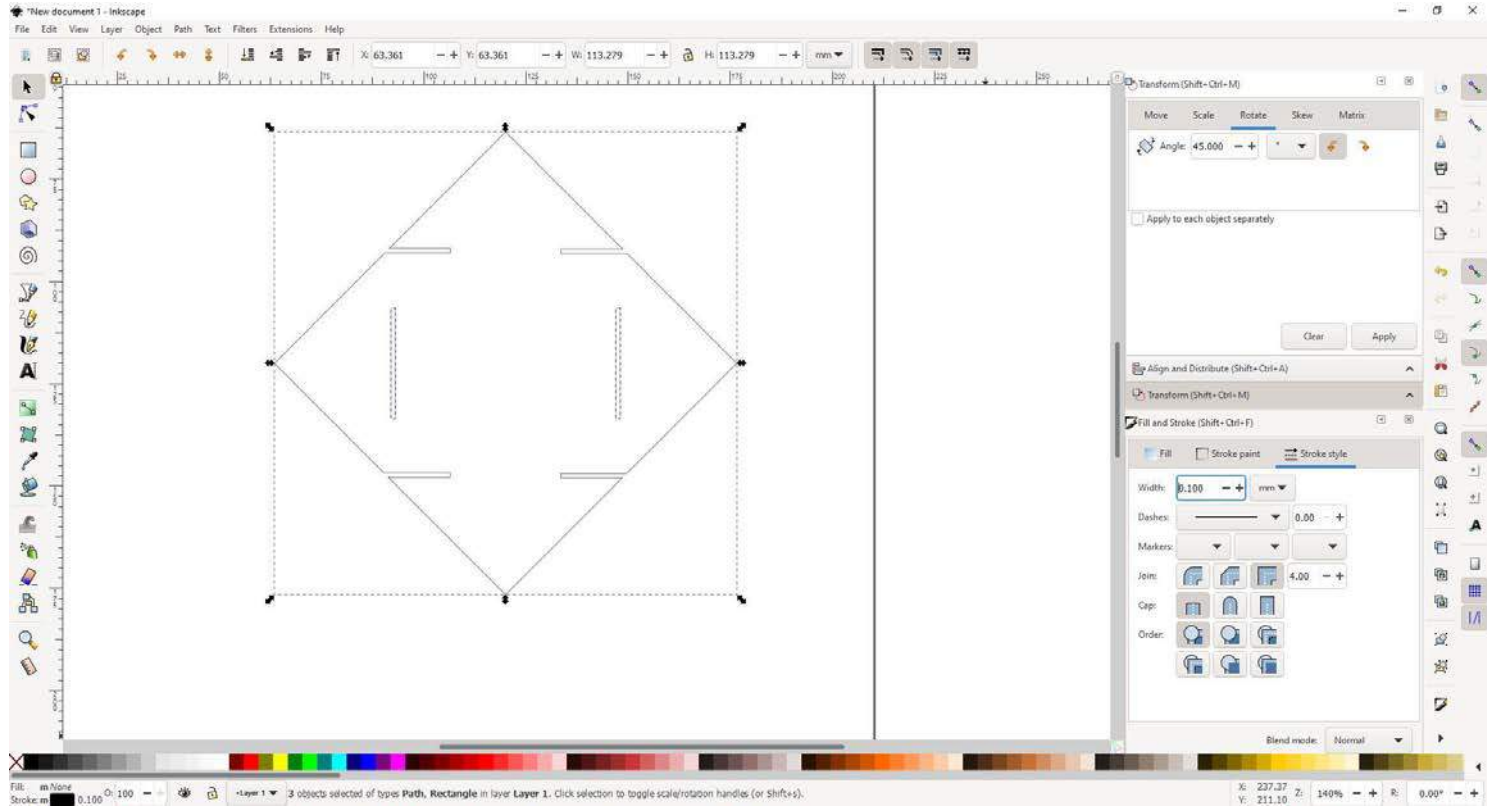 *New document 1 - Inkscape
File Edit View Layer Object Path Text Filters Extensions Help
X: 63.361 Y: 63.361 W: 113.279 H: 113.279 mm
Transform (Shift+Ctrl+M)
Move Scale Rotate Skew Matrix
Angle: 45.000 °
Apply to each object separately
Clear Apply
Align and Distribute (Shift+Ctrl+A)
Transform (Shift+Ctrl+M)
Fill and Stroke (Shift+Ctrl+F)
Fill Stroke paint Stroke style
Width: 0.100 mm
Dashes: 0.00
Markers:
Join: 4.00
Cap:
Order:
Blend mode: Normal
Fill: m None
Stroke: m 0.100 O: 100 Layer 1 3 objects selected of types Path, Rectangle in layer Layer 1. Click selection to toggle scale/rotation handles (or Shift+s).
X: 237.37
Y: 211.10
Z: 140% R: 0.00°